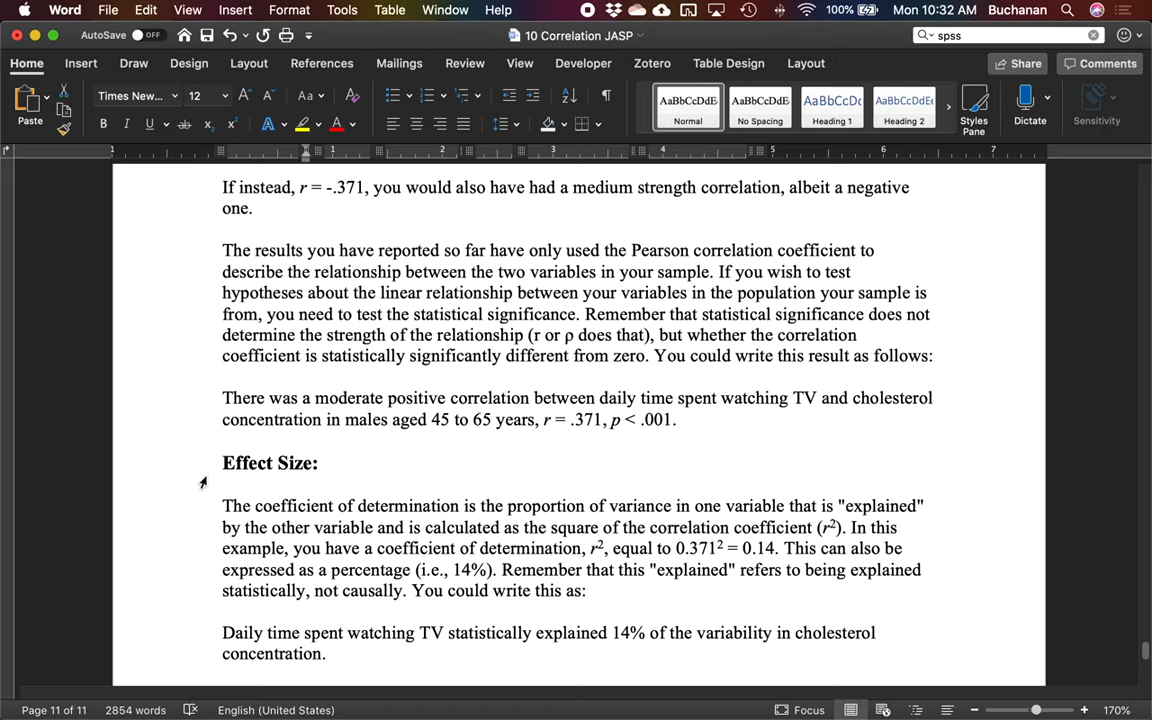 Word File Edit View Insert Format Tools Table Window Help 100% Mon 10:32 AM Buchanan
AutoSave OFF 10 Correlation JASP spss
Home Insert Draw Design Layout References Mailings Review View Developer Zotero Table Design Layout Share Comments
Paste Times New... 12 A A Aa A AaBbCcDdE AaBbCcDdE AaBbCcDc AaBbCcDdEe Styles Pane Dictate Sensitivity
B I U ab x2 x2 A A Normal No Spacing Heading 1 Heading 2
1 1 2 3 4 5 6 7
If instead, r = -.371, you would also have had a medium strength correlation, albeit a negative
one.
The results you have reported so far have only used the Pearson correlation coefficient to
describe the relationship between the two variables in your sample. If you wish to test
hypotheses about the linear relationship between your variables in the population your sample is
from, you need to test the statistical significance. Remember that statistical significance does not
determine the strength of the relationship (r or ρ does that), but whether the correlation
coefficient is statistically significantly different from zero. You could write this result as follows:
There was a moderate positive correlation between daily time spent watching TV and cholesterol
concentration in males aged 45 to 65 years, r = .371, p < .001.
Effect Size:
The coefficient of determination is the proportion of variance in one variable that is "explained"
by the other variable and is calculated as the square of the correlation coefficient (r²). In this
example, you have a coefficient of determination, r², equal to 0.371² = 0.14. This can also be
expressed as a percentage (i.e., 14%). Remember that this "explained" refers to being explained
statistically, not causally. You could write this as:
Daily time spent watching TV statistically explained 14% of the variability in cholesterol
concentration.
Page 11 of 11 2854 words English (United States) Focus 170%